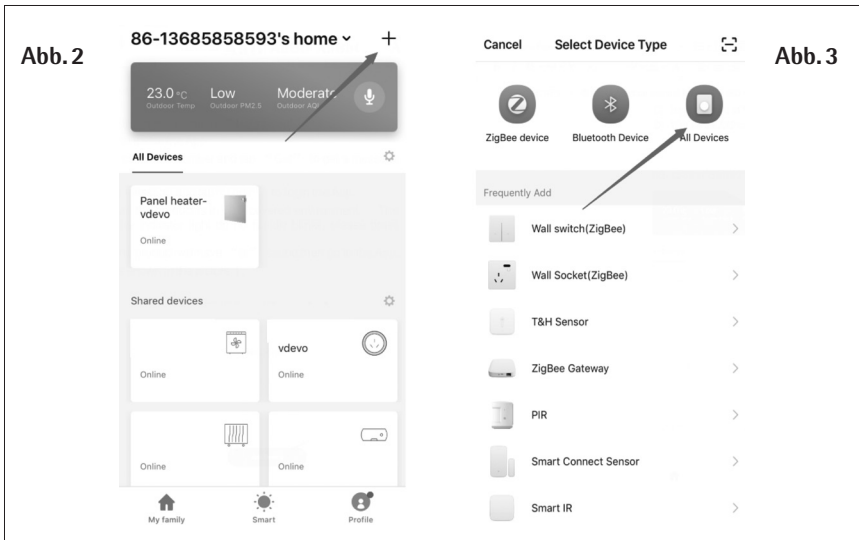 Abb. 2
86-13685858593's home
23.0 °C Low Moderate
Outdoor Temp Outdoor PM2.5 Outdoor AQI
All Devices
Panel heater-
vdevo
Online
Shared devices
vdevo
Online Online
Online Online
My family Smart Profile
Cancel Select Device Type
Abb. 3
ZigBee device Bluetooth Device All Devices
Frequently Add
Wall switch(ZigBee)
Wall Socket(ZigBee)
T&H Sensor
ZigBee Gateway
PIR
Smart Connect Sensor
Smart IR